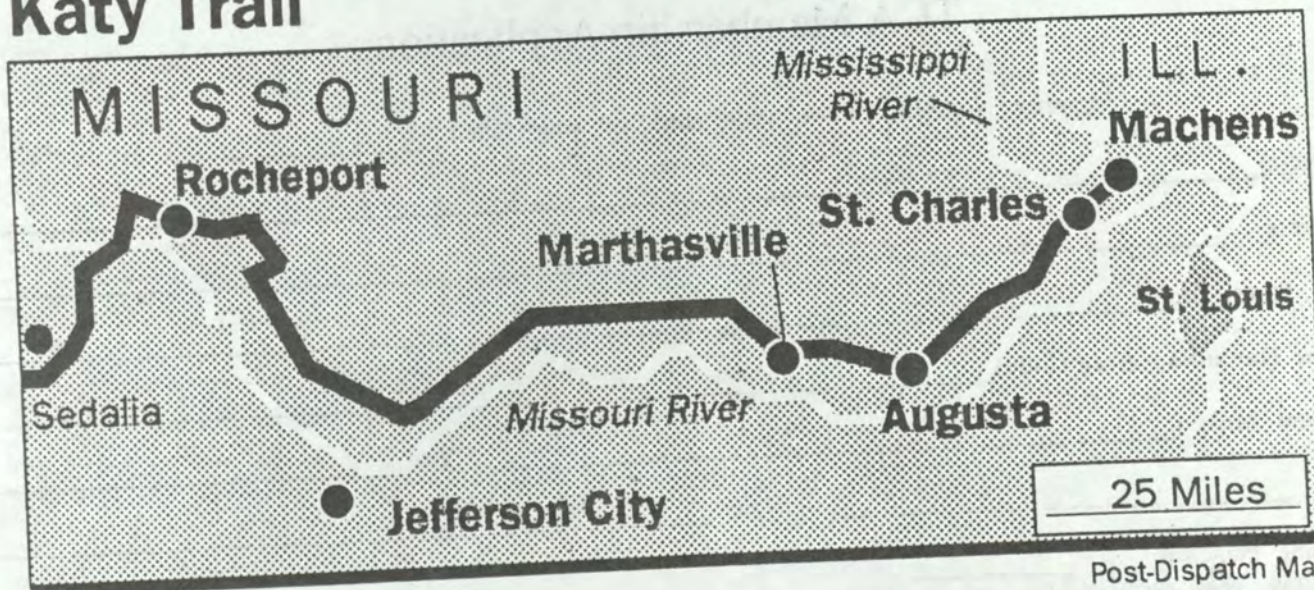 Katy Trail
MISSOURI
Mississippi
River
ILL.
Machens
Rocheport
St. Charles
Marthasville
St. Louis
Sedalia
Missouri River
Augusta
Jefferson City
25 Miles
Post-Dispatch Ma